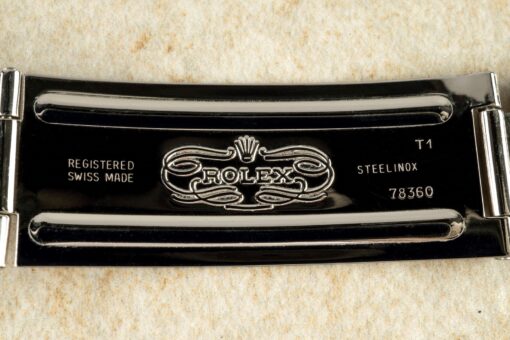 REGISTERED
SWISS MADE
ROLEX
T1
STEELINOX
78360